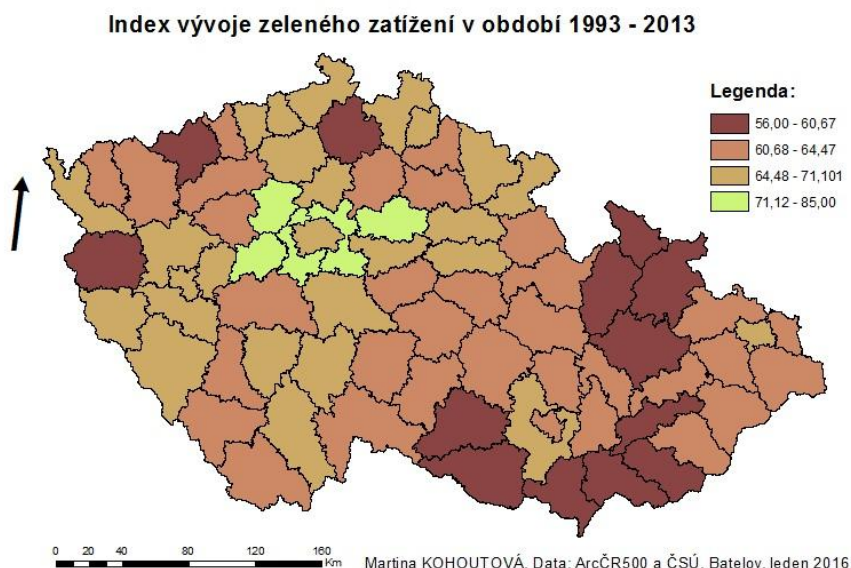 Index vývoje zeleného zatížení v období 1993 - 2013
Legenda:
56,00 - 60,67
60,68 - 64,47
64,48 - 71,101
71,12 - 85,00
0 20 40 80 120 160
Km
Martina KOHOUTOVÁ, Data: ArcČR500 a ČSÚ, Batelov, leden 2016